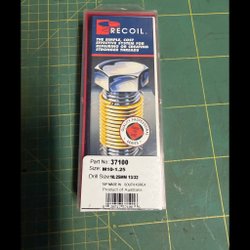 RECOIL.
THE SIMPLE, COST
EFFECTIVE SYSTEM FOR
REPAIRING OR CREATING
STRONGER THREADS
Part No: 37100
Size: M10-1.25
Drill Size: 10.25MM 13/32
Product of Australia